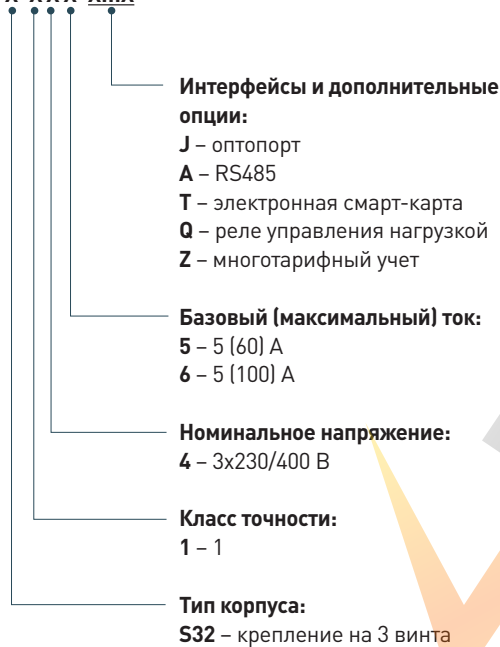 Интерфейсы и дополнительные
опции:
J – оптопорт
A – RS485
T – электронная смарт-карта
Q – реле управления нагрузкой
Z – многотарифный учет
Базовый (максимальный) ток:
5 – 5 (60) А
6 – 5 (100) А
Номинальное напряжение:
4 – 3x230/400 В
Класс точности:
1 – 1
Тип корпуса:
S32 – крепление на 3 винта